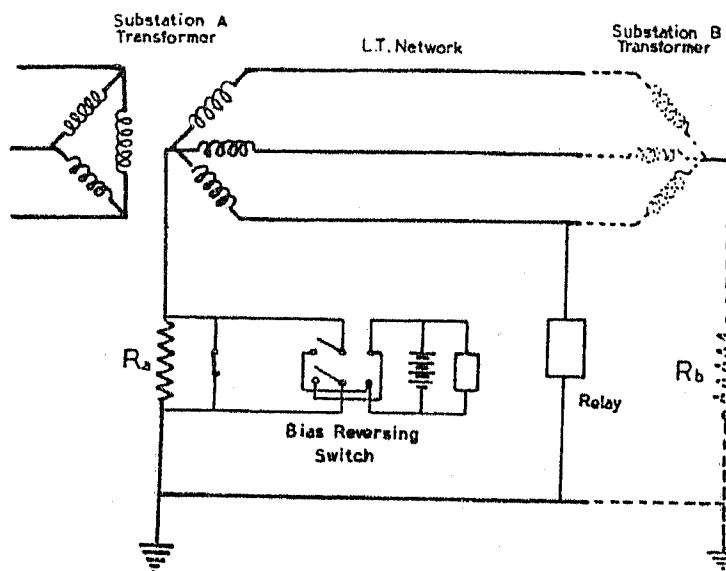 Substation A
Transformer
L.T. Network
Substation B
Transformer
Ra
Rb
Relay
Bias Reversing
Switch